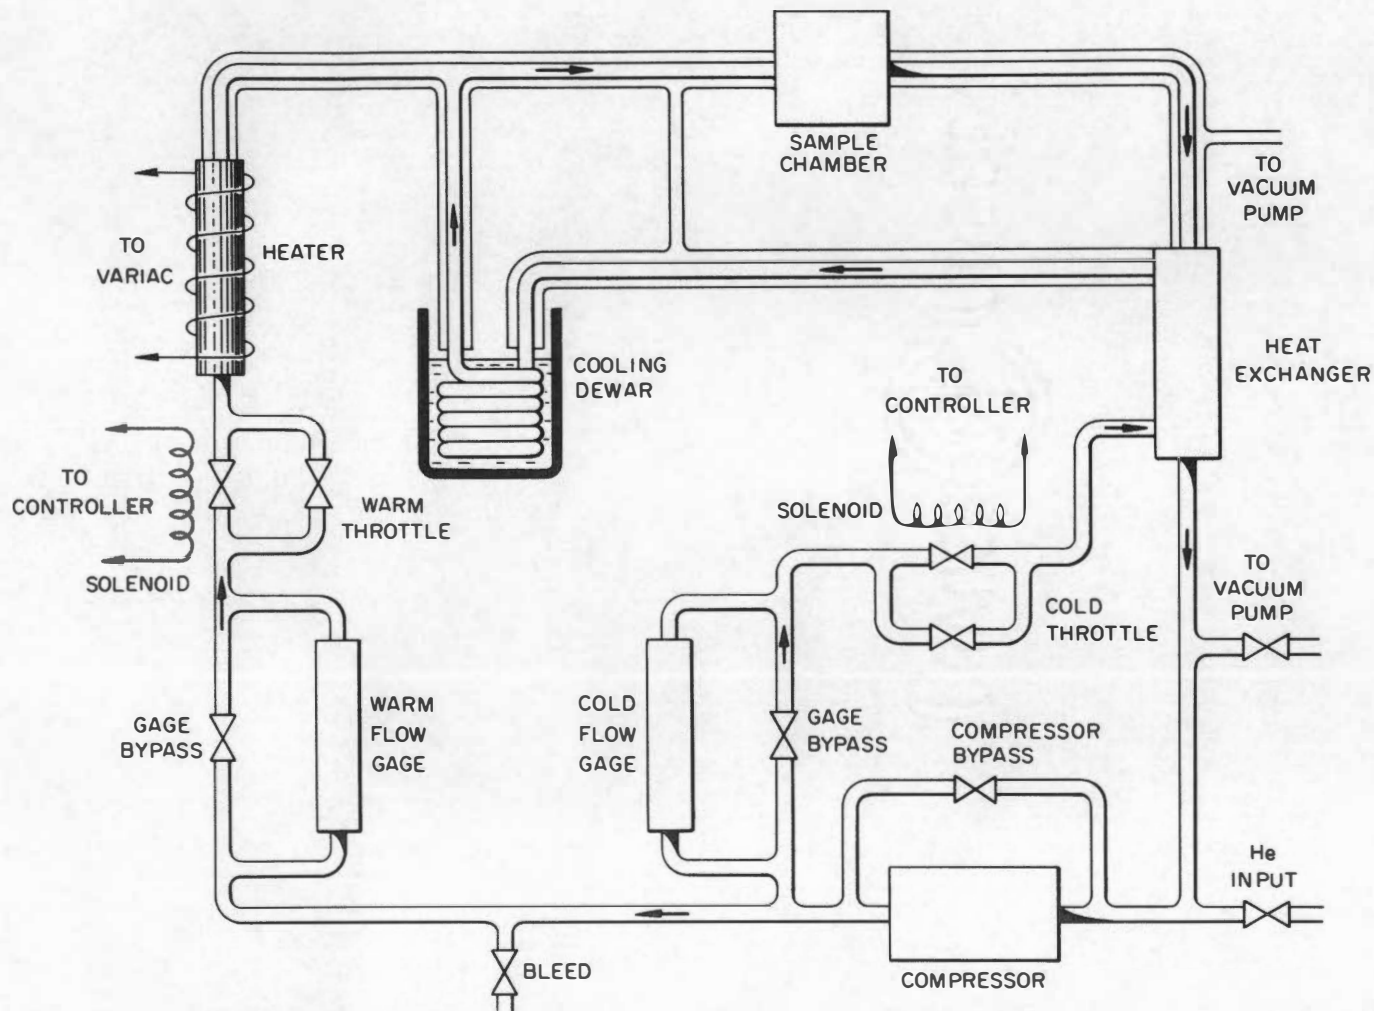 SAMPLE
CHAMBER
TO
VACUUM
PUMP
TO
VARIAC
HEATER
COOLING
DEWAR
HEAT
EXCHANGER
TO
CONTROLLER
SOLENOID
TO
CONTROLLER
SOLENOID
WARM
THROTTLE
COLD
THROTTLE
TO
VACUUM
PUMP
GAGE
BYPASS
WARM
FLOW
GAGE
COLD
FLOW
GAGE
GAGE
BYPASS
COMPRESSOR
BYPASS
He
INPUT
BLEED
COMPRESSOR